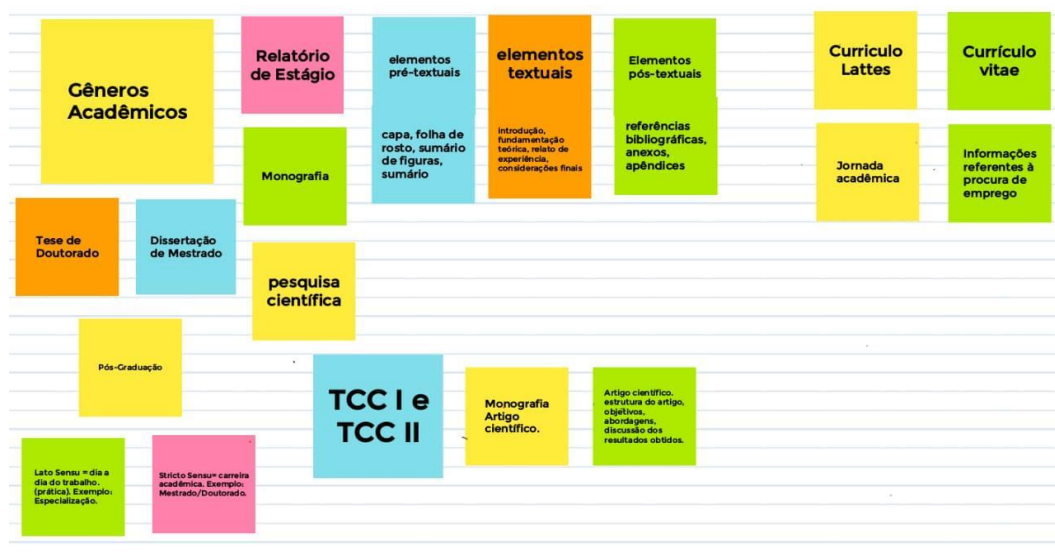 Gêneros
Acadêmicos
Relatório
de Estágio
elementos
pré-textuais
elementos
textuais
Elementos
pós-textuais
Curriculo
Lattes
Currículo
vitae
Monografia
capa, folha de
rosto, sumário
de figuras,
sumário
introdução,
fundamentação
teórica, relato de
experiência,
considerações finais
referências
bibliográficas,
anexos,
apêndices
Jornada
acadêmica
Informações
referentes à
procura de
emprego
Tese de
Doutorado
Dissertação
de Mestrado
pesquisa
científica
Pós-Graduação
TCC I e
TCC II
Monografia
Artigo
científico.
Artigo científico.
estrutura do artigo,
objetivos,
abordagens,
discussão dos
resultados obtidos.
Lato Sensu = dia a
dia do trabalho.
(prática). Exemplo:
Especialização.
Stricto Sensu= carreira
acadêmica. Exemplo:
Mestrado/Doutorado.